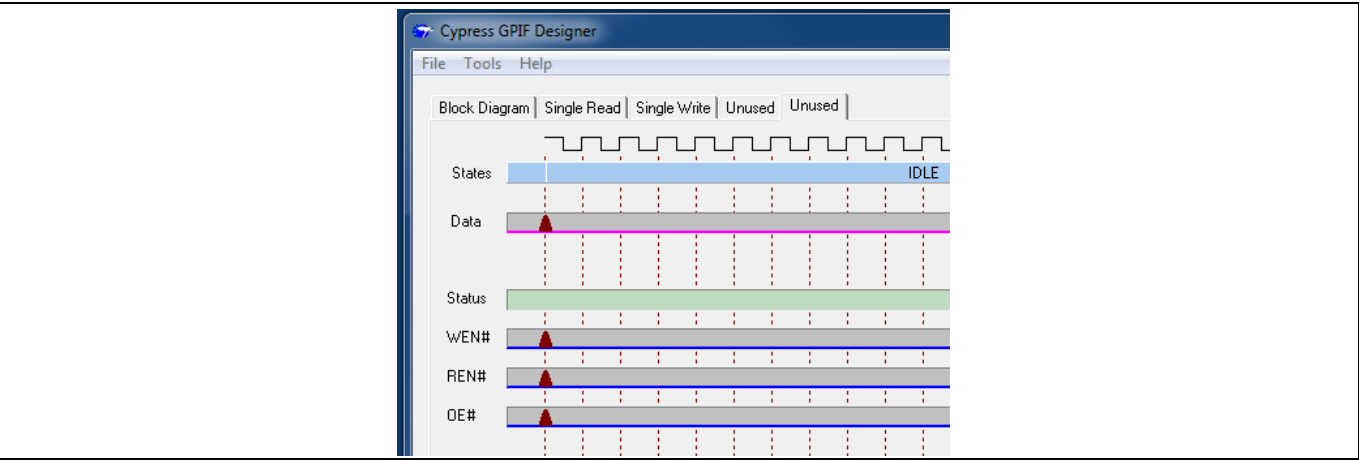 Cypress GPIF Designer
File Tools Help
Block Diagram Single Read Single Write Unused Unused
States IDLE
Data
Status
WEN#
REN#
OE#